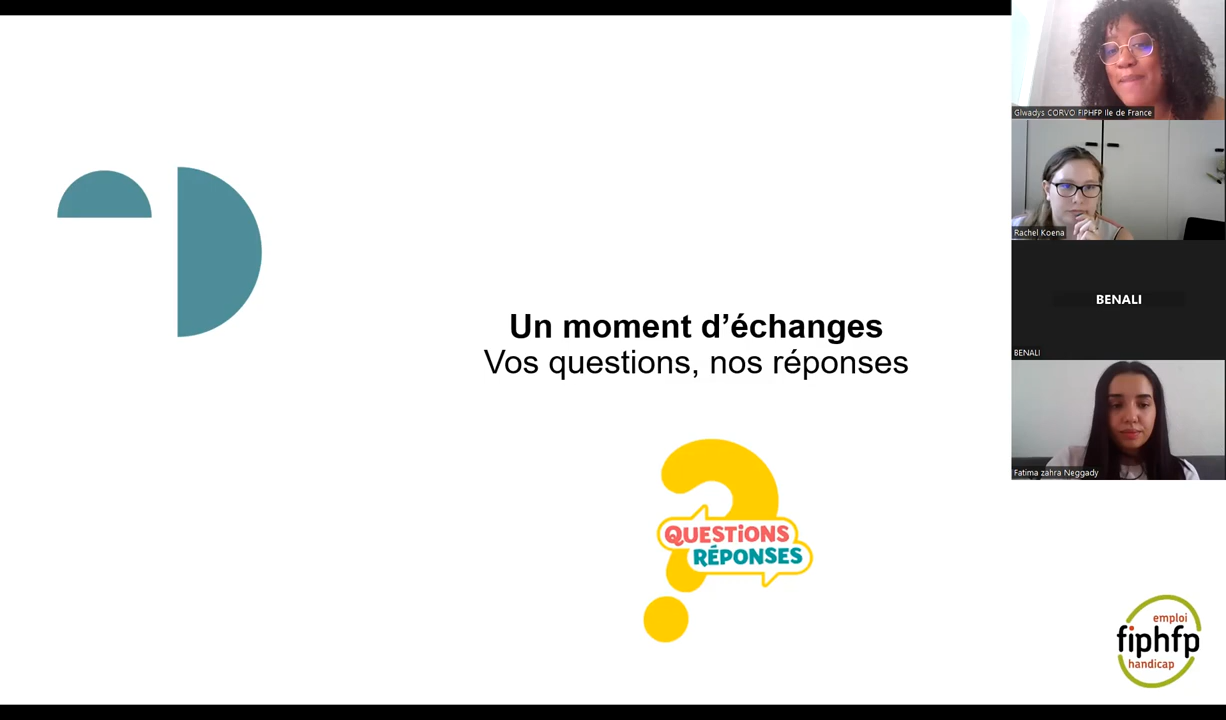 Un moment d’échanges
Vos questions, nos réponses
QUESTiONS
RÉPONSES
emploi
fiphfp
handicap
Glwadys CORVO FIPHFP Ile de France
Rachel Koena
BENALI
BENALI
Fatima zahra Neggady